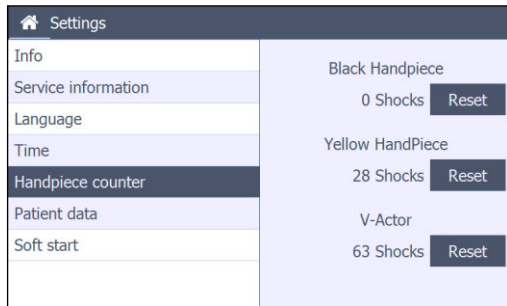 Settings
Info
Service information
Language
Time
Handpiece counter
Patient data
Soft start
Black Handpiece
0 Shocks Reset
Yellow HandPiece
28 Shocks Reset
V-Actor
63 Shocks Reset